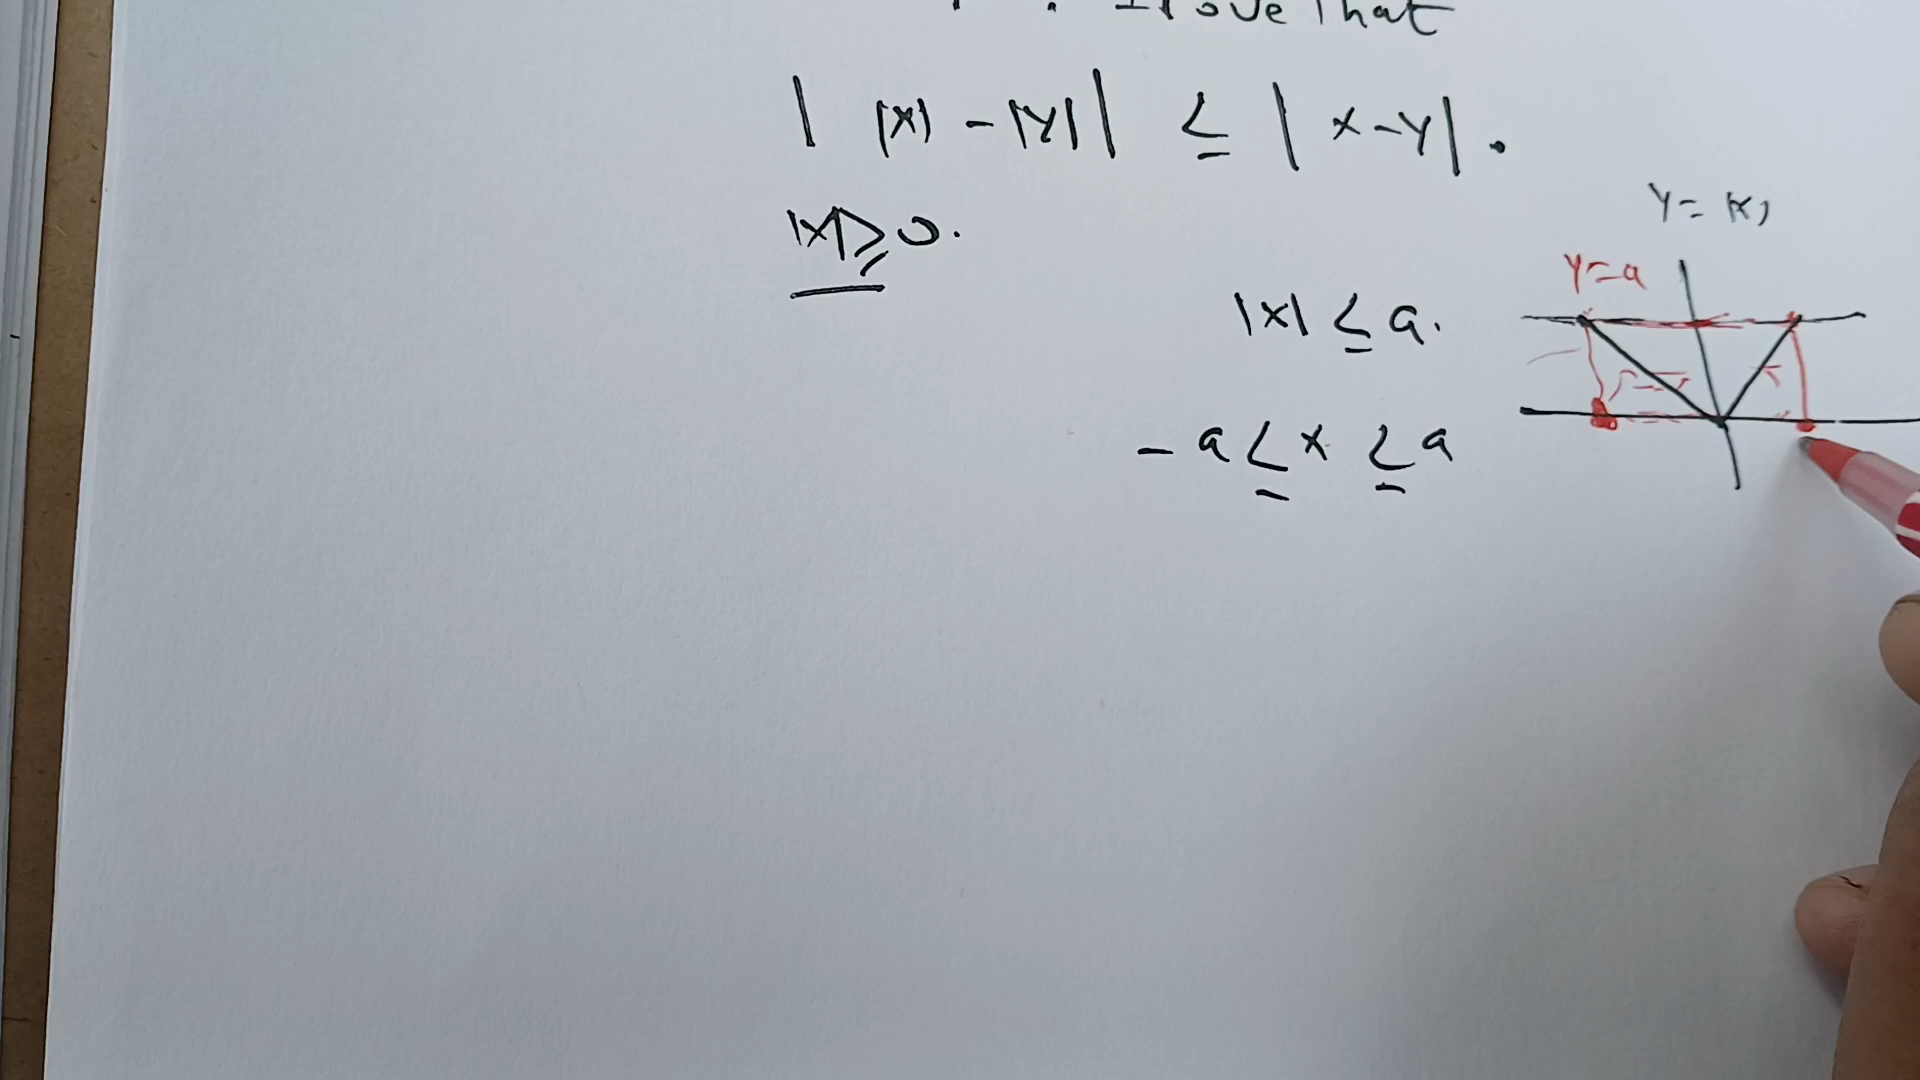 Prove that
| |x| - |y| | ≤ | x-y| .
|x| ≥ 0.
y = |x|
y=a
|x| ≤ a.
- a ≤ x ≤ a